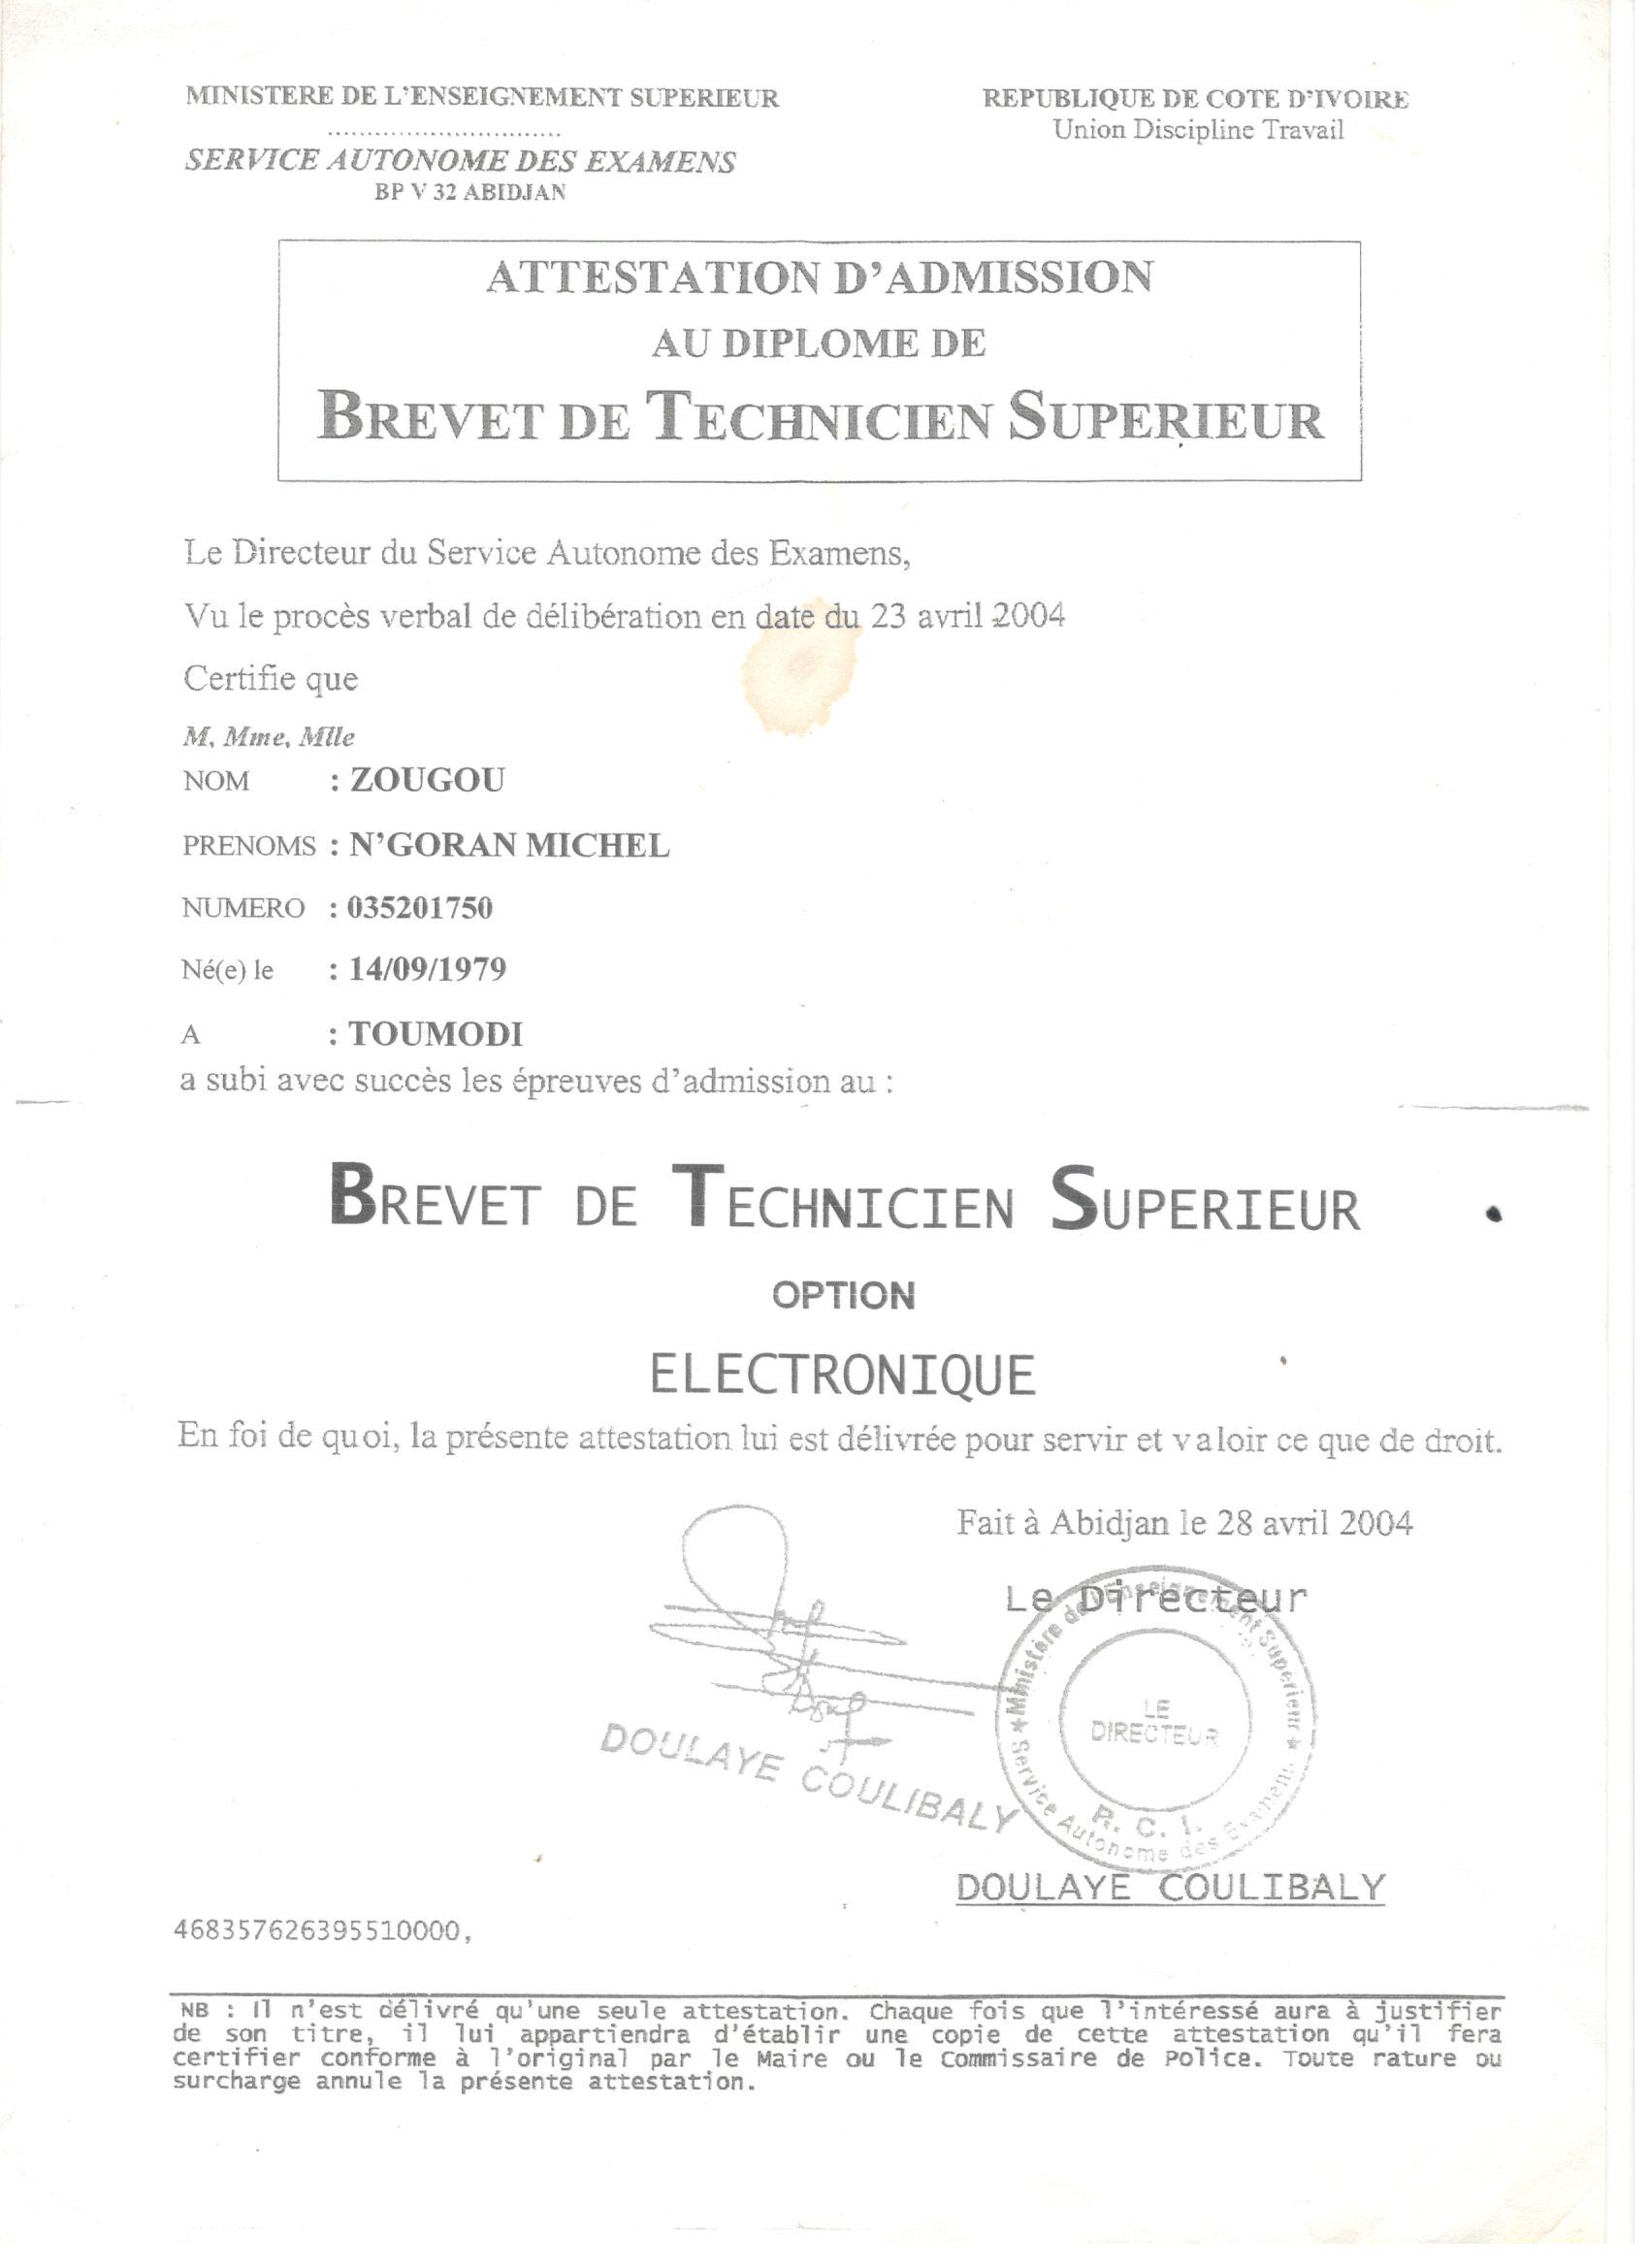 MINISTERE DE L'ENSEIGNEMENT SUPERIEUR
..............................
SERVICE AUTONOME DES EXAMENS
BP V 32 ABIDJAN
REPUBLIQUE DE COTE D'IVOIRE
Union Discipline Travail
ATTESTATION D'ADMISSION
AU DIPLOME DE
BREVET DE TECHNICIEN SUPERIEUR
Le Directeur du Service Autonome des Examens,
Vu le procès verbal de délibération en date du 23 avril 2004
Certifie que
M, Mme, Mlle
NOM : ZOUGOU
PRENOMS : N'GORAN MICHEL
NUMERO : 035201750
Né(e) le : 14/09/1979
A : TOUMODI
a subi avec succès les épreuves d'admission au :
BREVET DE TECHNICIEN SUPERIEUR
OPTION
ELECTRONIQUE
En foi de quoi, la présente attestation lui est délivrée pour servir et valoir ce que de droit.
Fait à Abidjan le 28 avril 2004
Le Directeur
Ministère de l'Enseignement Superieur
LE
DIRECTEUR
R. C. I.
Service Autonome des Examens
DOULAYE COULIBALY
DOULAYE COULIBALY
468357626395510000,
NB : Il n'est délivré qu'une seule attestation. Chaque fois que l'intéressé aura à justifier
de son titre, il lui appartiendra d'établir une copie de cette attestation qu'il fera
certifier conforme à l'original par le Maire ou le Commissaire de Police. Toute rature ou
surcharge annule la présente attestation.